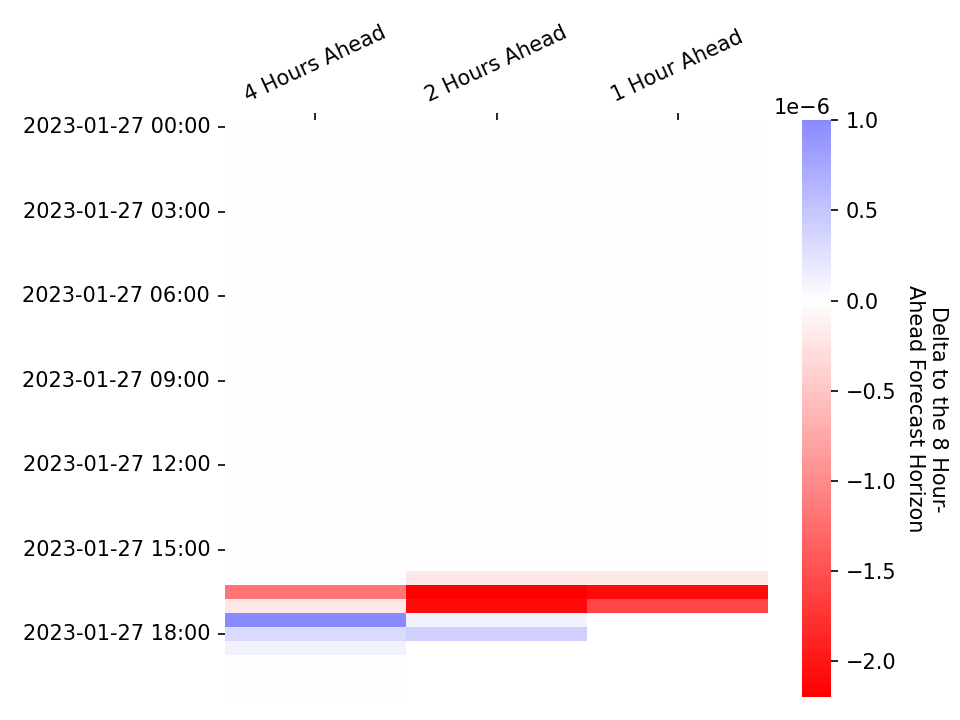 4 Hours Ahead
2 Hours Ahead
1 Hour Ahead
1e−6
2023-01-27 00:00
2023-01-27 03:00
2023-01-27 06:00
2023-01-27 09:00
2023-01-27 12:00
2023-01-27 15:00
2023-01-27 18:00
1.0
0.5
0.0
−0.5
−1.0
−1.5
−2.0
Delta to the 8 Hour-
Ahead Forecast Horizon